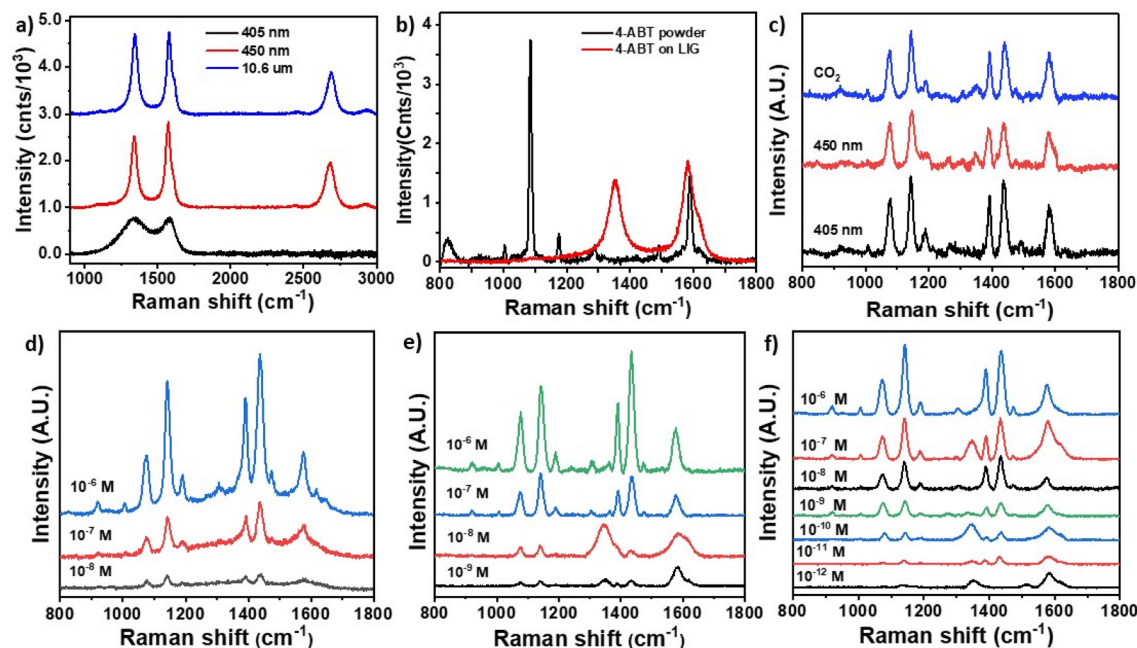 a)
405 nm
450 nm
10.6 um
Intensity (cnts/10³)
5.0
4.0
3.0
2.0
1.0
0.0
1000 1500 2000 2500 3000
Raman shift (cm⁻¹)
b)
4-ABT powder
4-ABT on LIG
Intensity(Cnts/10³)
4
3
2
1
0
800 1000 1200 1400 1600 1800
Raman shift (cm⁻¹)
c)
CO₂
450 nm
405 nm
Intensity (A.U.)
800 1000 1200 1400 1600 1800
Raman shift (cm⁻¹)
d)
10⁻⁶ M
10⁻⁷ M
10⁻⁸ M
Intensity (A.U.)
800 1000 1200 1400 1600 1800
Raman shift (cm⁻¹)
e)
10⁻⁶ M
10⁻⁷ M
10⁻⁸ M
10⁻⁹ M
Intensity (A.U.)
800 1000 1200 1400 1600 1800
Raman shift (cm⁻¹)
f)
10⁻⁶ M
10⁻⁷ M
10⁻⁸ M
10⁻⁹ M
10⁻¹⁰ M
10⁻¹¹ M
10⁻¹² M
Intensity (A.U.)
800 1000 1200 1400 1600 1800
Raman shift (cm⁻¹)